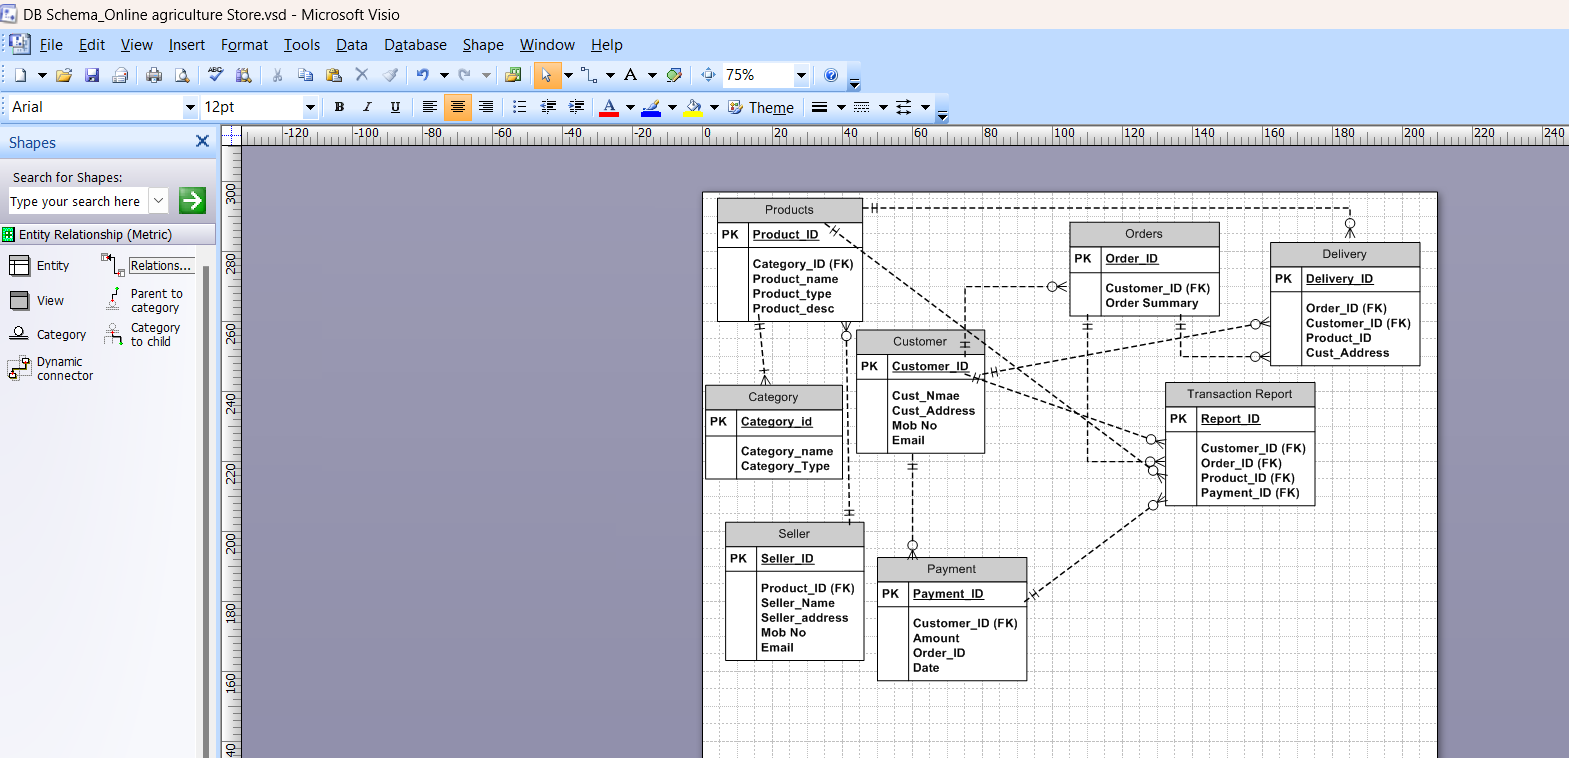 DB Schema_Online agriculture Store.vsd - Microsoft Visio
File Edit View Insert Format Tools Data Database Shape Window Help
75%
Arial 12pt B I U A Theme
Shapes
Search for Shapes:
Type your search here
Entity Relationship (Metric)
Entity
Relations...
View
Parent to
category
Category
Category
to child
Dynamic
connector
-120 -100 -80 -60 -40 -20 0 20 40 60 80 100 120 140 160 180 200 220 240
300
280
260
240
220
200
180
160
40
Products
PK Product_ID
Category_ID (FK)
Product_name
Product_type
Product_desc
Orders
PK Order_ID
Customer_ID (FK)
Order Summary
Delivery
PK Delivery_ID
Order_ID (FK)
Customer_ID (FK)
Product_ID
Cust_Address
Customer
PK Customer_ID
Cust_Nmae
Cust_Address
Mob No
Email
Category
PK Category_id
Category_name
Category_Type
Transaction Report
PK Report_ID
Customer_ID (FK)
Order_ID (FK)
Product_ID (FK)
Payment_ID (FK)
Seller
PK Seller_ID
Product_ID (FK)
Seller_Name
Seller_address
Mob No
Email
Payment
PK Payment_ID
Customer_ID (FK)
Amount
Order_ID
Date